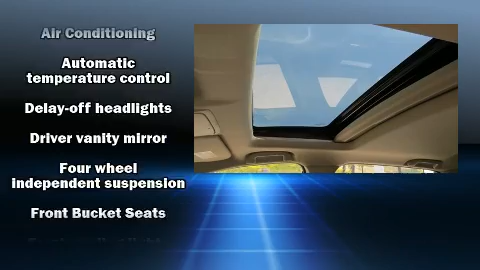 Air Conditioning
Automatic
temperature control
Delay-off headlights
Driver vanity mirror
Four wheel
independent suspension
Front Bucket Seats